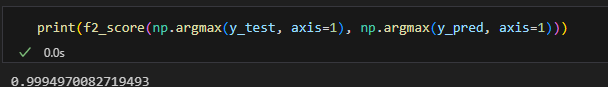 print(f2_score(np.argmax(y_test, axis=1), np.argmax(y_pred, axis=1)))
0.0s
0.9994970082719493